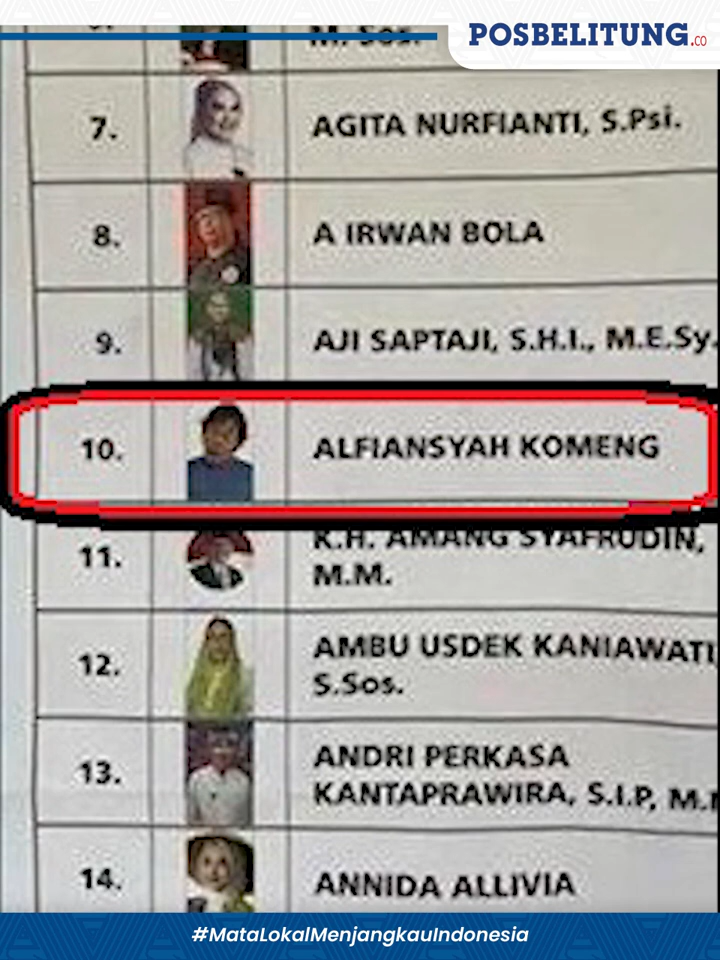 POSBELITUNG.CO
M. Sos.
7.
AGITA NURFIANTI, S.Psi.
8.
A IRWAN BOLA
9.
AJI SAPTAJI, S.H.I., M.E.Sy.
10.
ALFIANSYAH KOMENG
11.
K.H. AMANG SYAFRUDIN,
M.M.
12.
AMBU USDEK KANIAWATI
S.Sos.
13.
ANDRI PERKASA
KANTAPRAWIRA, S.I.P, M.
14.
ANNIDA ALLIVIA
#MataLokalMenjangkauIndonesia